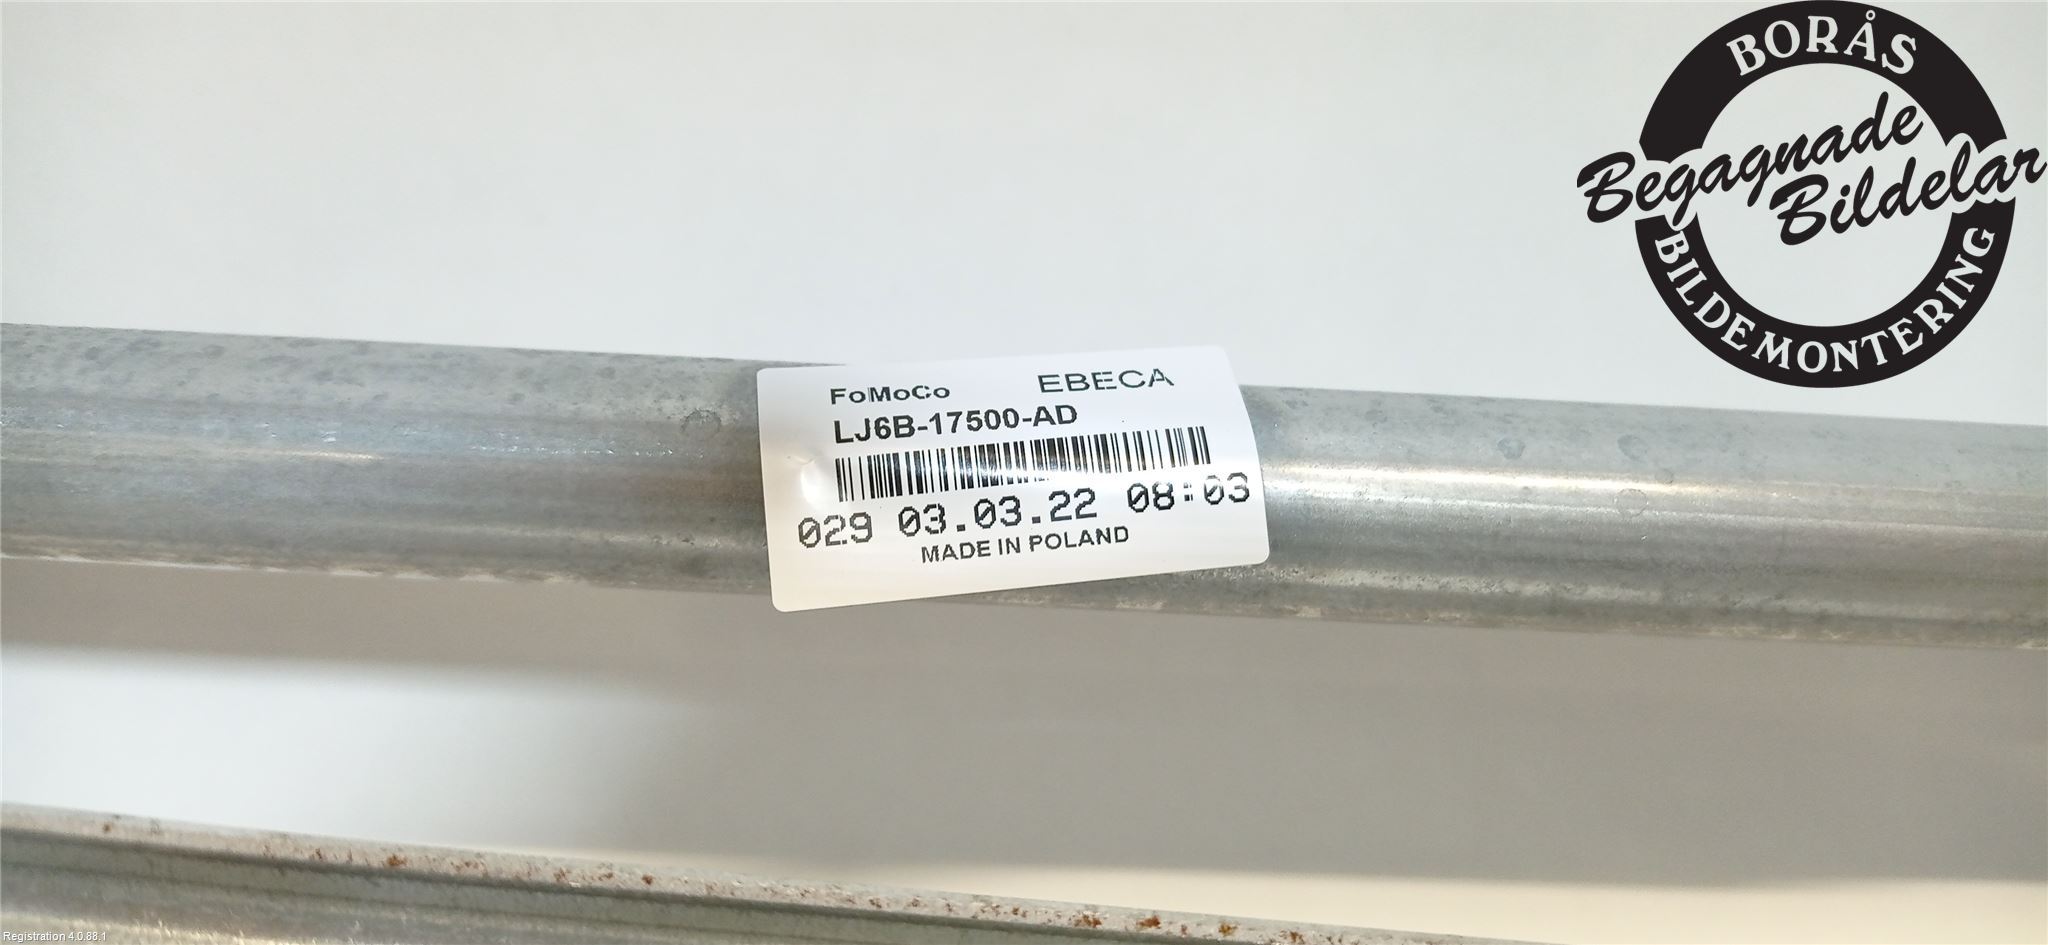 BORÅS
Begagnade
Bildelar
BILDEMONTERING
FoMoCo EBECA
LJ6B-17500-AD
029 03.03.22 08:03
MADE IN POLAND
Registration 4.0.88.1